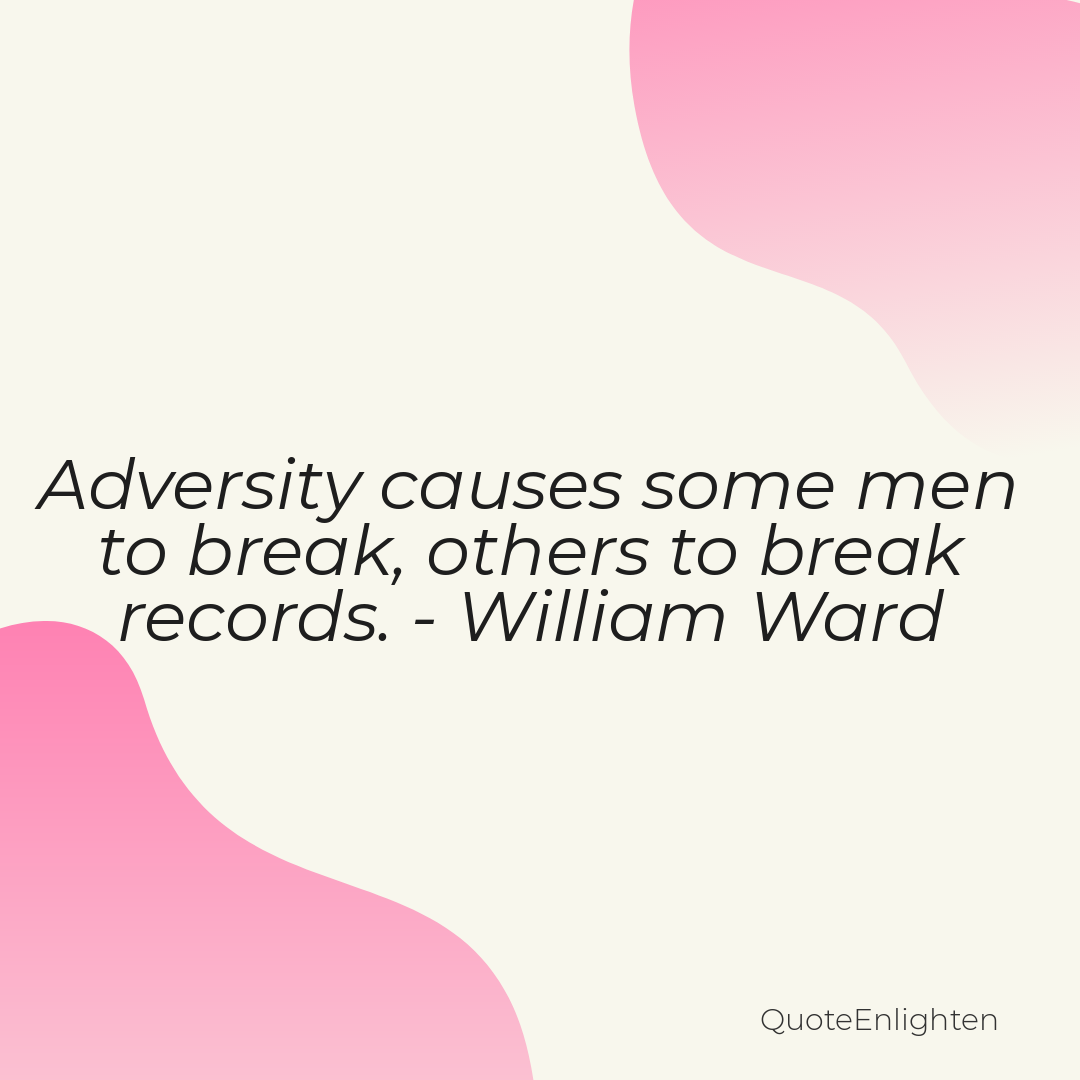 Adversity causes some men
to break, others to break
records. - William Ward
QuoteEnlighten